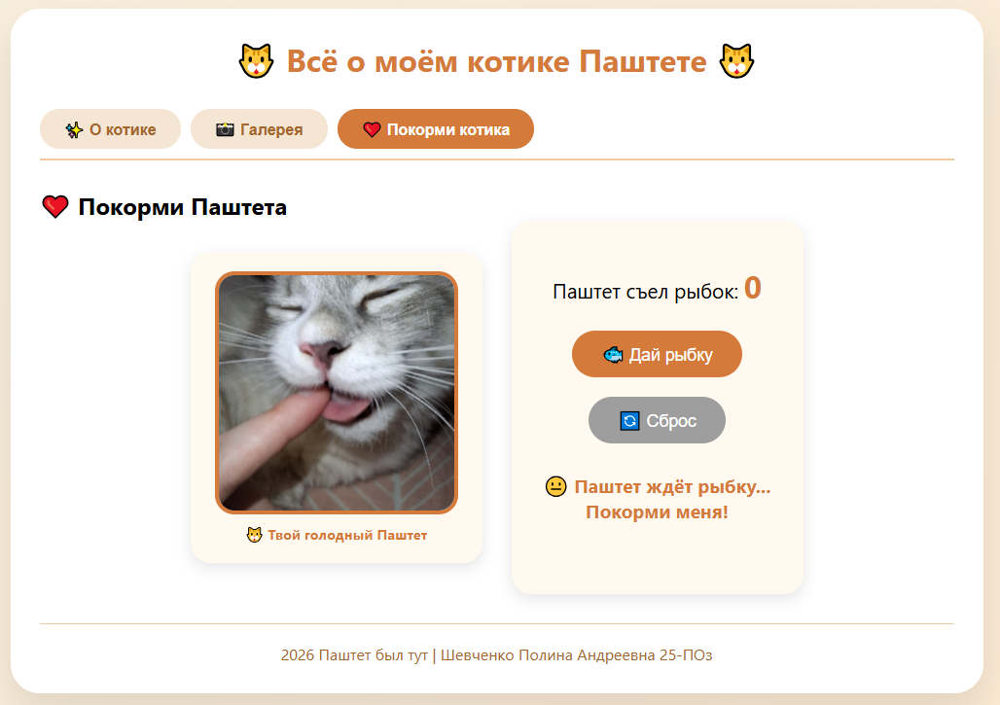 Всё о моём котике Паштете
О котике
Галерея
Покорми котика
Покорми Паштета
Твой голодный Паштет
Паштет съел рыбок: 0
Дай рыбку
Сброс
Паштет ждёт рыбку...
Покорми меня!
2026 Паштет был тут | Шевченко Полина Андреевна 25-ПОз